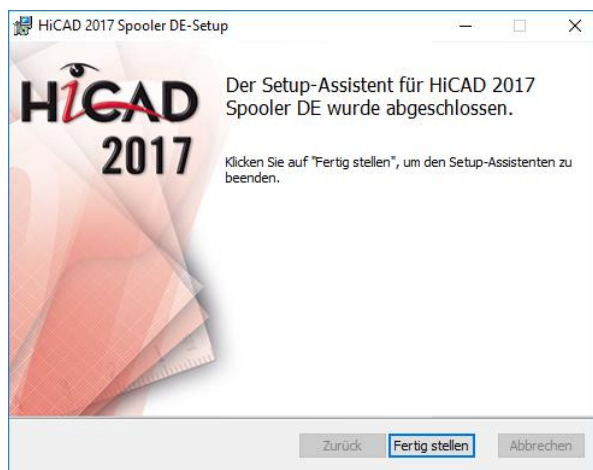 HiCAD 2017 Spooler DE-Setup
HiCAD
2017
Der Setup-Assistent für HiCAD 2017
Spooler DE wurde abgeschlossen.
Klicken Sie auf "Fertig stellen", um den Setup-Assistenten zu
beenden.
Zurück Fertig stellen Abbrechen